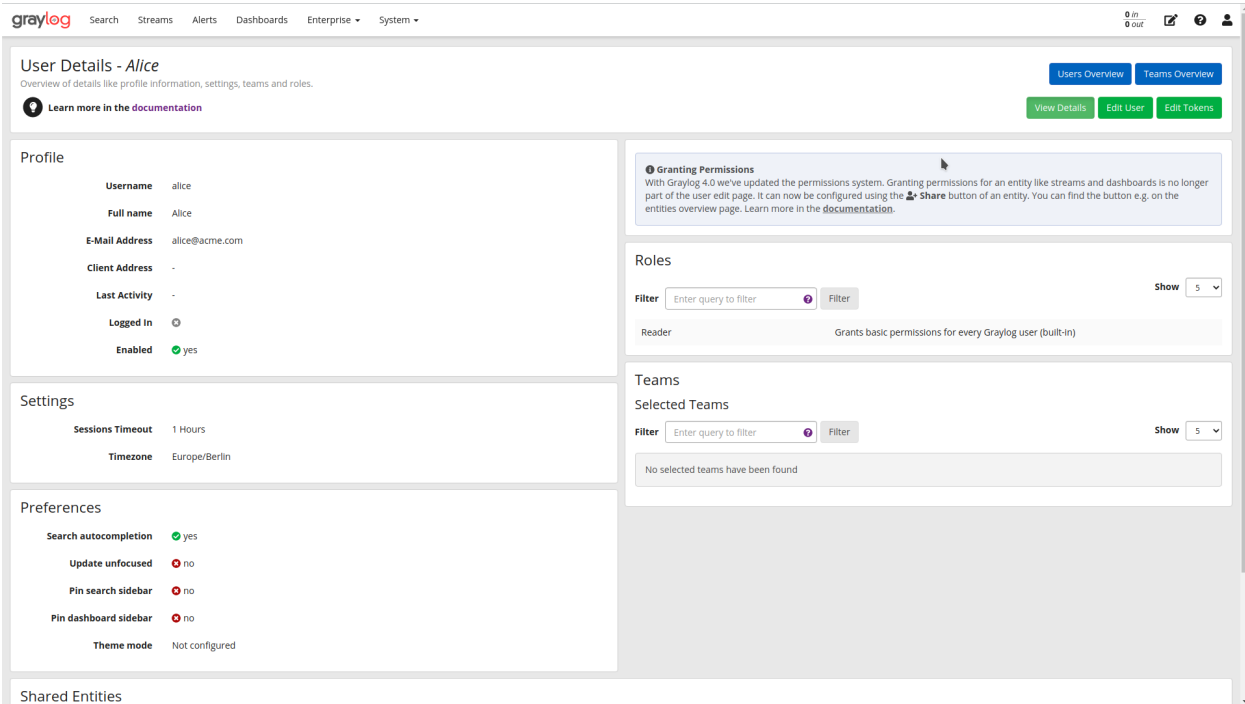 graylog Search Streams Alerts Dashboards Enterprise System 0 in
0 out
User Details - Alice
Overview of details like profile information, settings, teams and roles.
Learn more in the documentation
Users Overview Teams Overview
View Details Edit User Edit Tokens
Profile
Username alice
Full name Alice
E-Mail Address alice@acme.com
Client Address -
Last Activity -
Logged In
Enabled yes
Settings
Sessions Timeout 1 Hours
Timezone Europe/Berlin
Preferences
Search autocompletion yes
Update unfocused no
Pin search sidebar no
Pin dashboard sidebar no
Theme mode Not configured
Granting Permissions
With Graylog 4.0 we've updated the permissions system. Granting permissions for an entity like streams and dashboards is no longer
part of the user edit page. It can now be configured using the Share button of an entity. You can find the button e.g. on the
entities overview page. Learn more in the documentation.
Roles
Show 5
Filter Enter query to filter Filter
Reader Grants basic permissions for every Graylog user (built-in)
Teams
Selected Teams
Filter Enter query to filter Filter Show 5
No selected teams have been found
Shared Entities